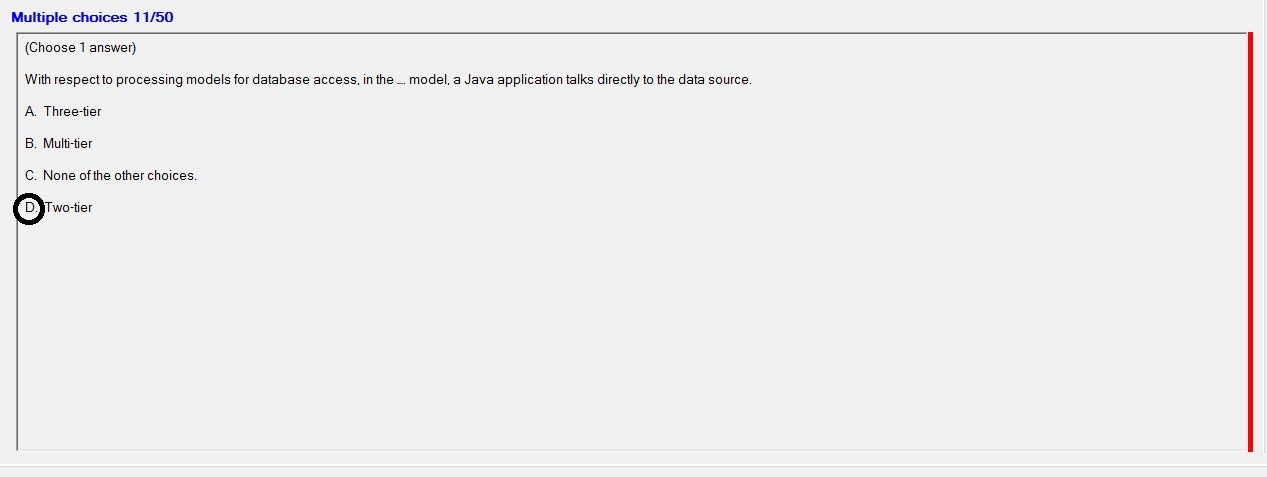 Multiple choices 11/50
(Choose 1 answer)
With respect to processing models for database access, in the ... model, a Java application talks directly to the data source.
A. Three-tier
B. Multi-tier
C. None of the other choices.
D. Two-tier